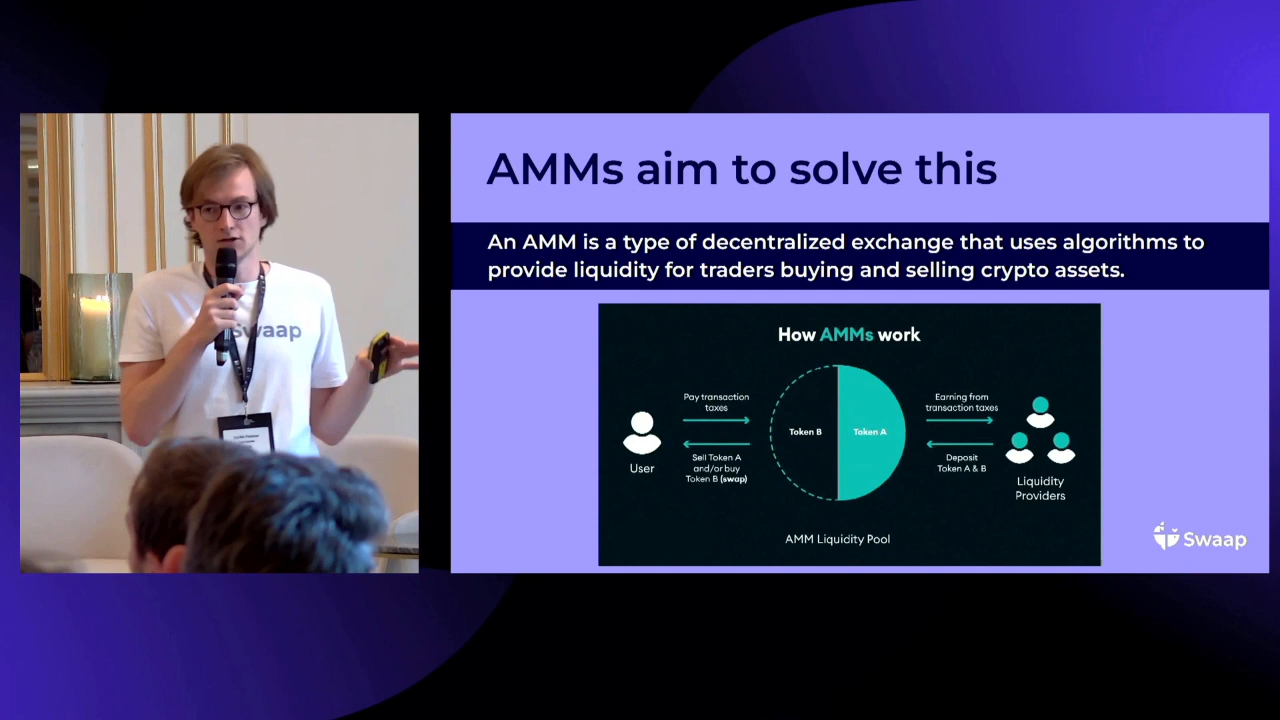 Swaap
AMMs aim to solve this
An AMM is a type of decentralized exchange that uses algorithms to
provide liquidity for traders buying and selling crypto assets.
How AMMs work
User
Pay transaction
taxes
Sell Token A
and/or buy
Token B (swap)
Token B
Token A
AMM Liquidity Pool
Earning from
transaction taxes
Deposit
Token A & B
Liquidity
Providers
Swaap